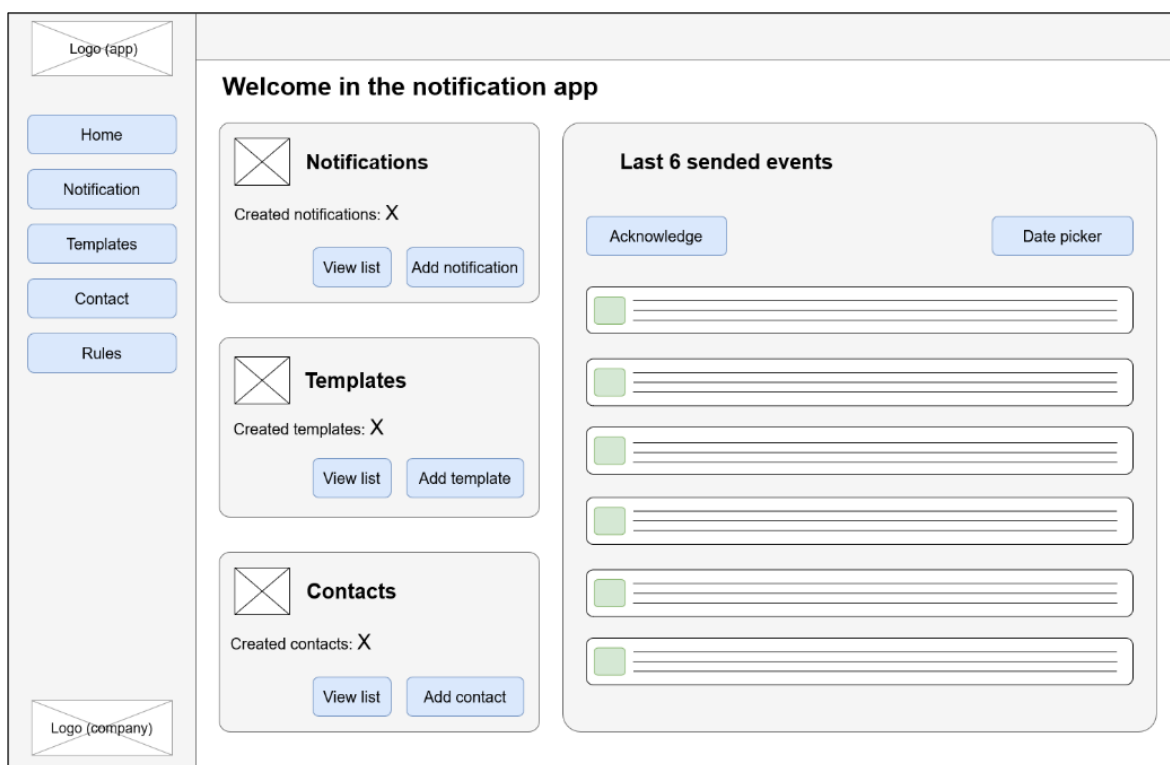 Logo (app)
Home
Notification
Templates
Contact
Rules
Logo (company)
Welcome in the notification app
Notifications
Created notifications: X
View list
Add notification
Templates
Created templates: X
View list
Add template
Contacts
Created contacts: X
View list
Add contact
Last 6 sended events
Acknowledge
Date picker